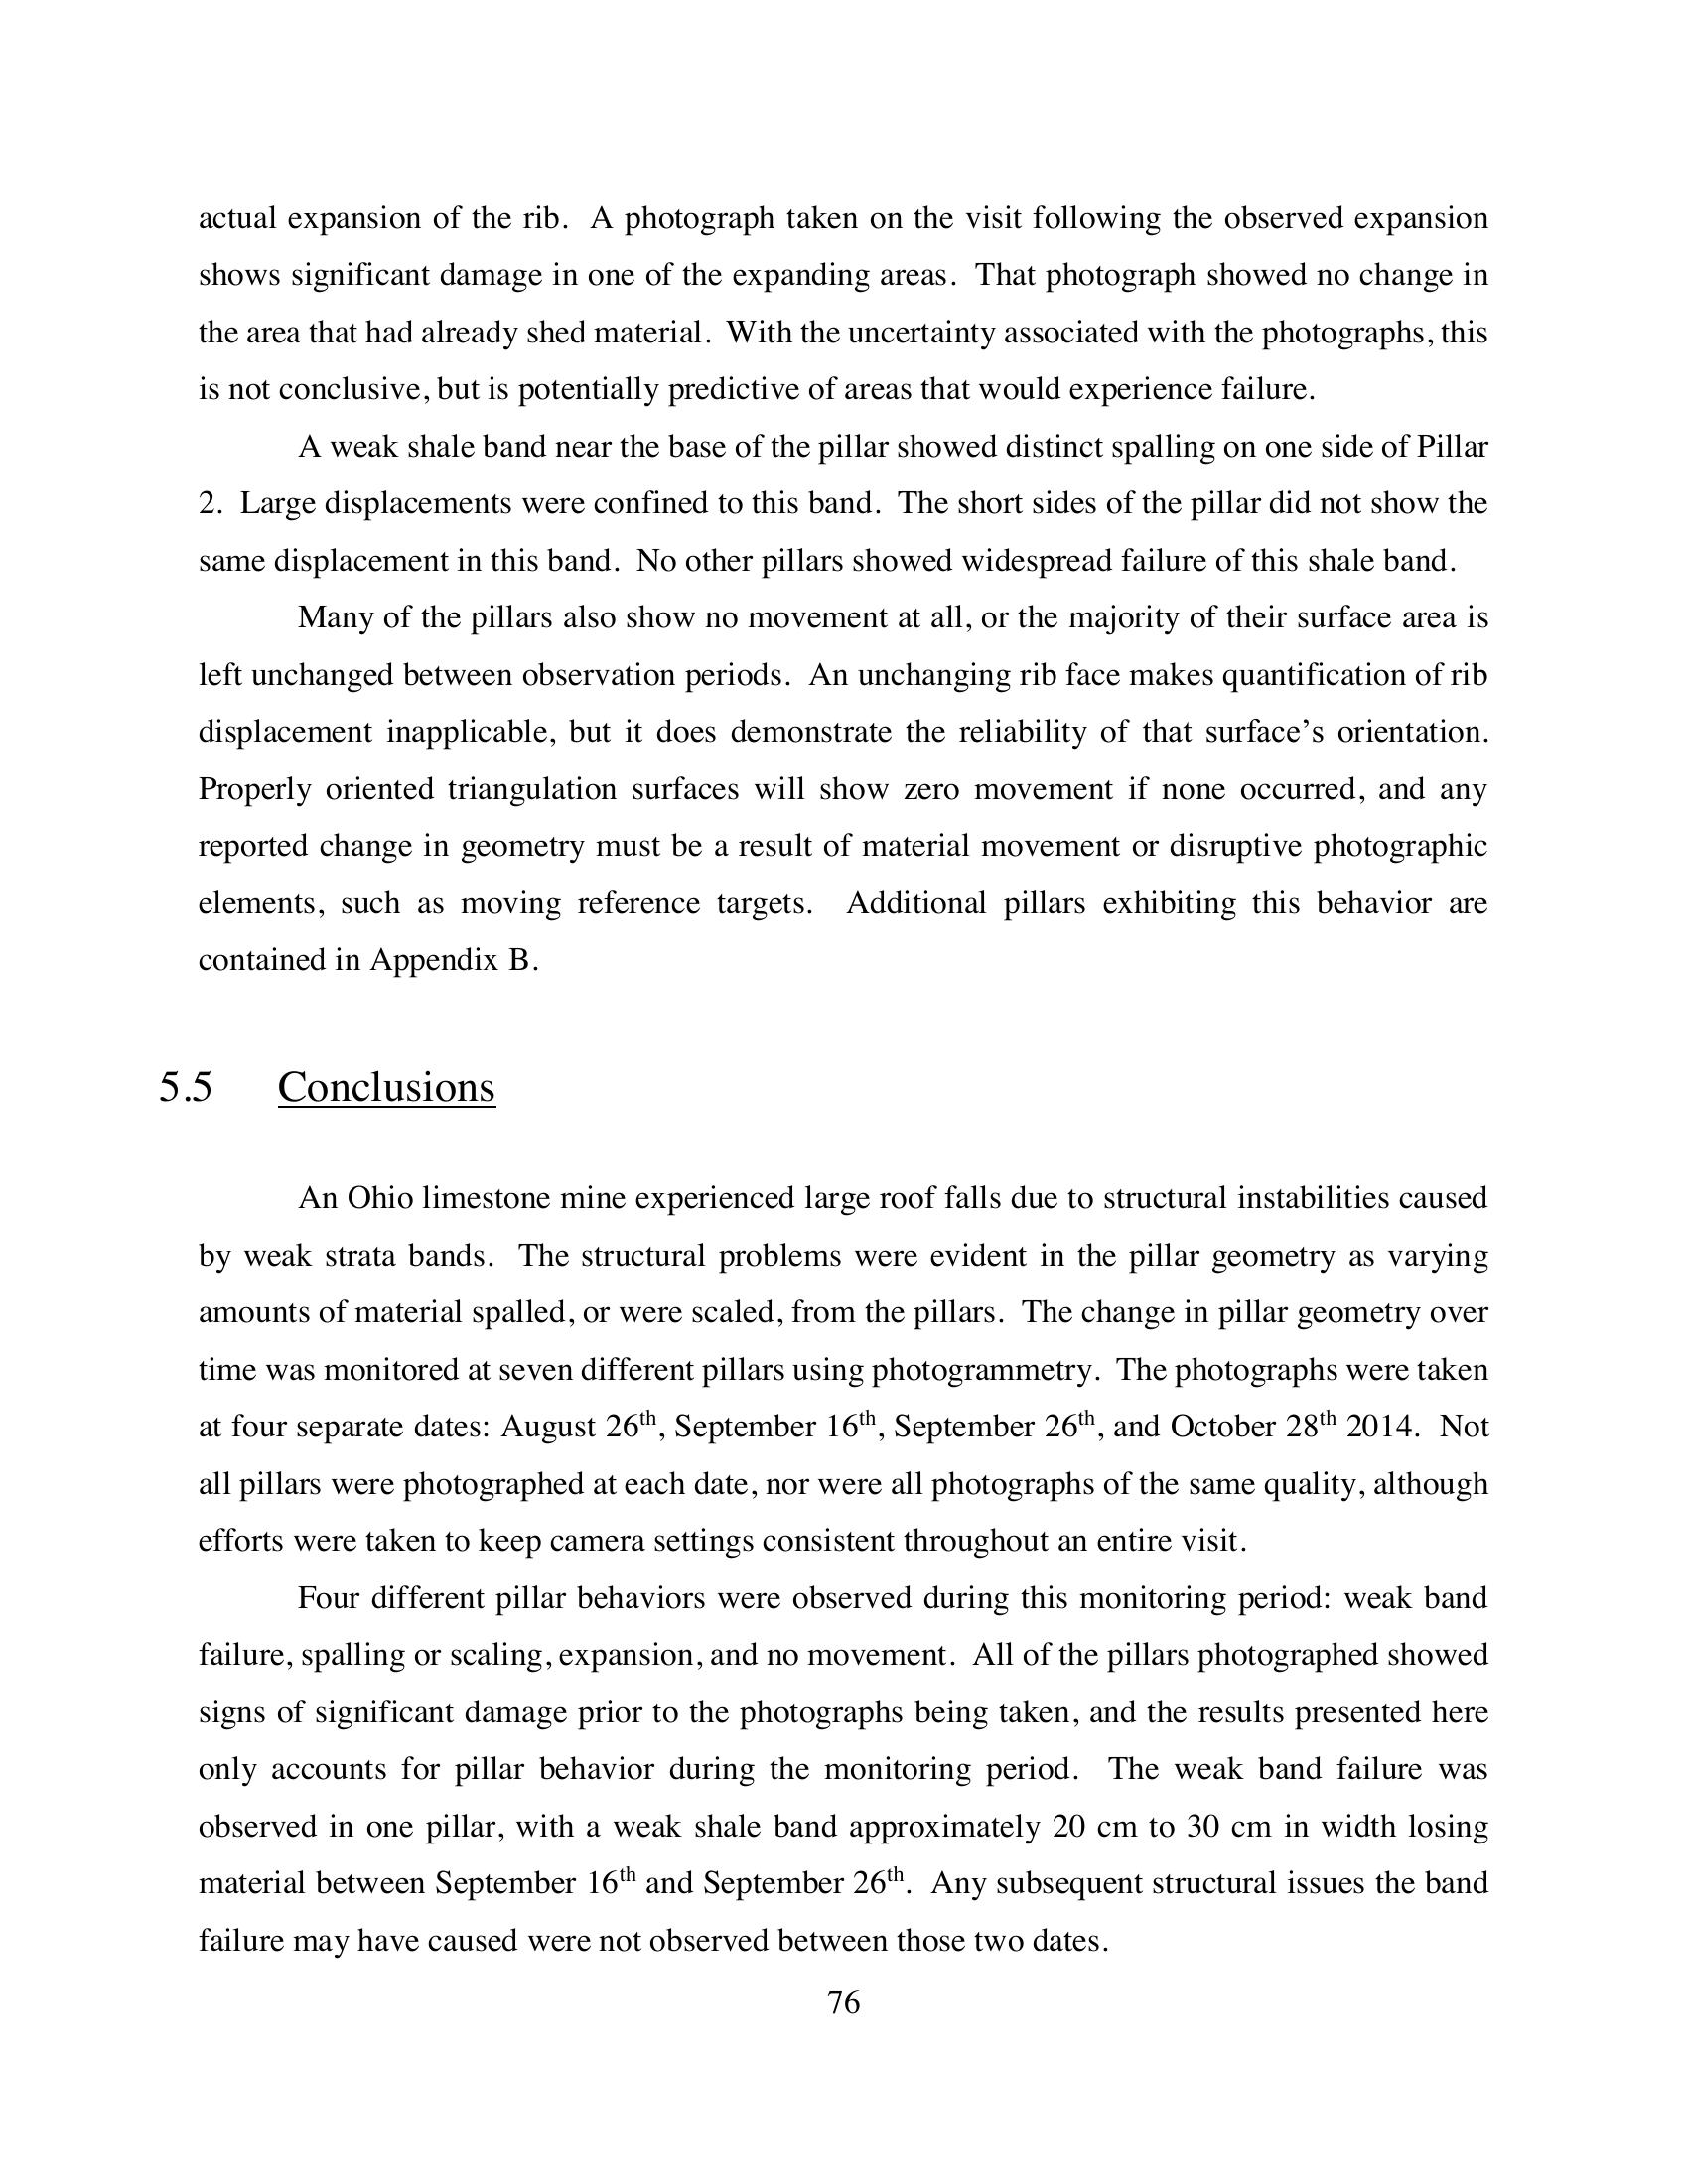 actual expansion of the rib. A photograph taken on the visit following the observed expansion
shows significant damage in one of the expanding areas. That photograph showed no change in
the area that had already shed material. With the uncertainty associated with the photographs, this
is not conclusive, but is potentially predictive of areas that would experience failure.
A weak shale band near the base of the pillar showed distinct spalling on one side of Pillar
2. Large displacements were confined to this band. The short sides of the pillar did not show the
same displacement in this band. No other pillars showed widespread failure of this shale band.
Many of the pillars also show no movement at all, or the majority of their surface area is
left unchanged between observation periods. An unchanging rib face makes quantification of rib
displacement inapplicable, but it does demonstrate the reliability of that surface’s orientation.
Properly oriented triangulation surfaces will show zero movement if none occurred, and any
reported change in geometry must be a result of material movement or disruptive photographic
elements, such as moving reference targets. Additional pillars exhibiting this behavior are
contained in Appendix B.
5.5 Conclusions
An Ohio limestone mine experienced large roof falls due to structural instabilities caused
by weak strata bands. The structural problems were evident in the pillar geometry as varying
amounts of material spalled, or were scaled, from the pillars. The change in pillar geometry over
time was monitored at seven different pillars using photogrammetry. The photographs were taken
at four separate dates: August 26th, September 16th, September 26th, and October 28th 2014. Not
all pillars were photographed at each date, nor were all photographs of the same quality, although
efforts were taken to keep camera settings consistent throughout an entire visit.
Four different pillar behaviors were observed during this monitoring period: weak band
failure, spalling or scaling, expansion, and no movement. All of the pillars photographed showed
signs of significant damage prior to the photographs being taken, and the results presented here
only accounts for pillar behavior during the monitoring period. The weak band failure was
observed in one pillar, with a weak shale band approximately 20 cm to 30 cm in width losing
material between September 16th and September 26th. Any subsequent structural issues the band
failure may have caused were not observed between those two dates.
76